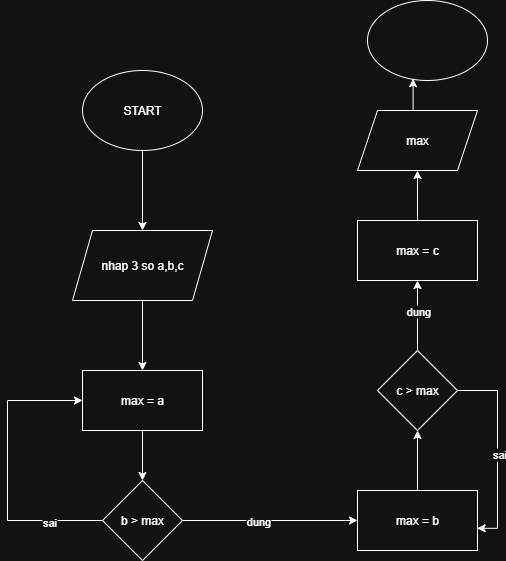 START
nhap 3 so a,b,c
max = a
b > max
sai
dung
max = b
c > max
sai
dung
max = c
max